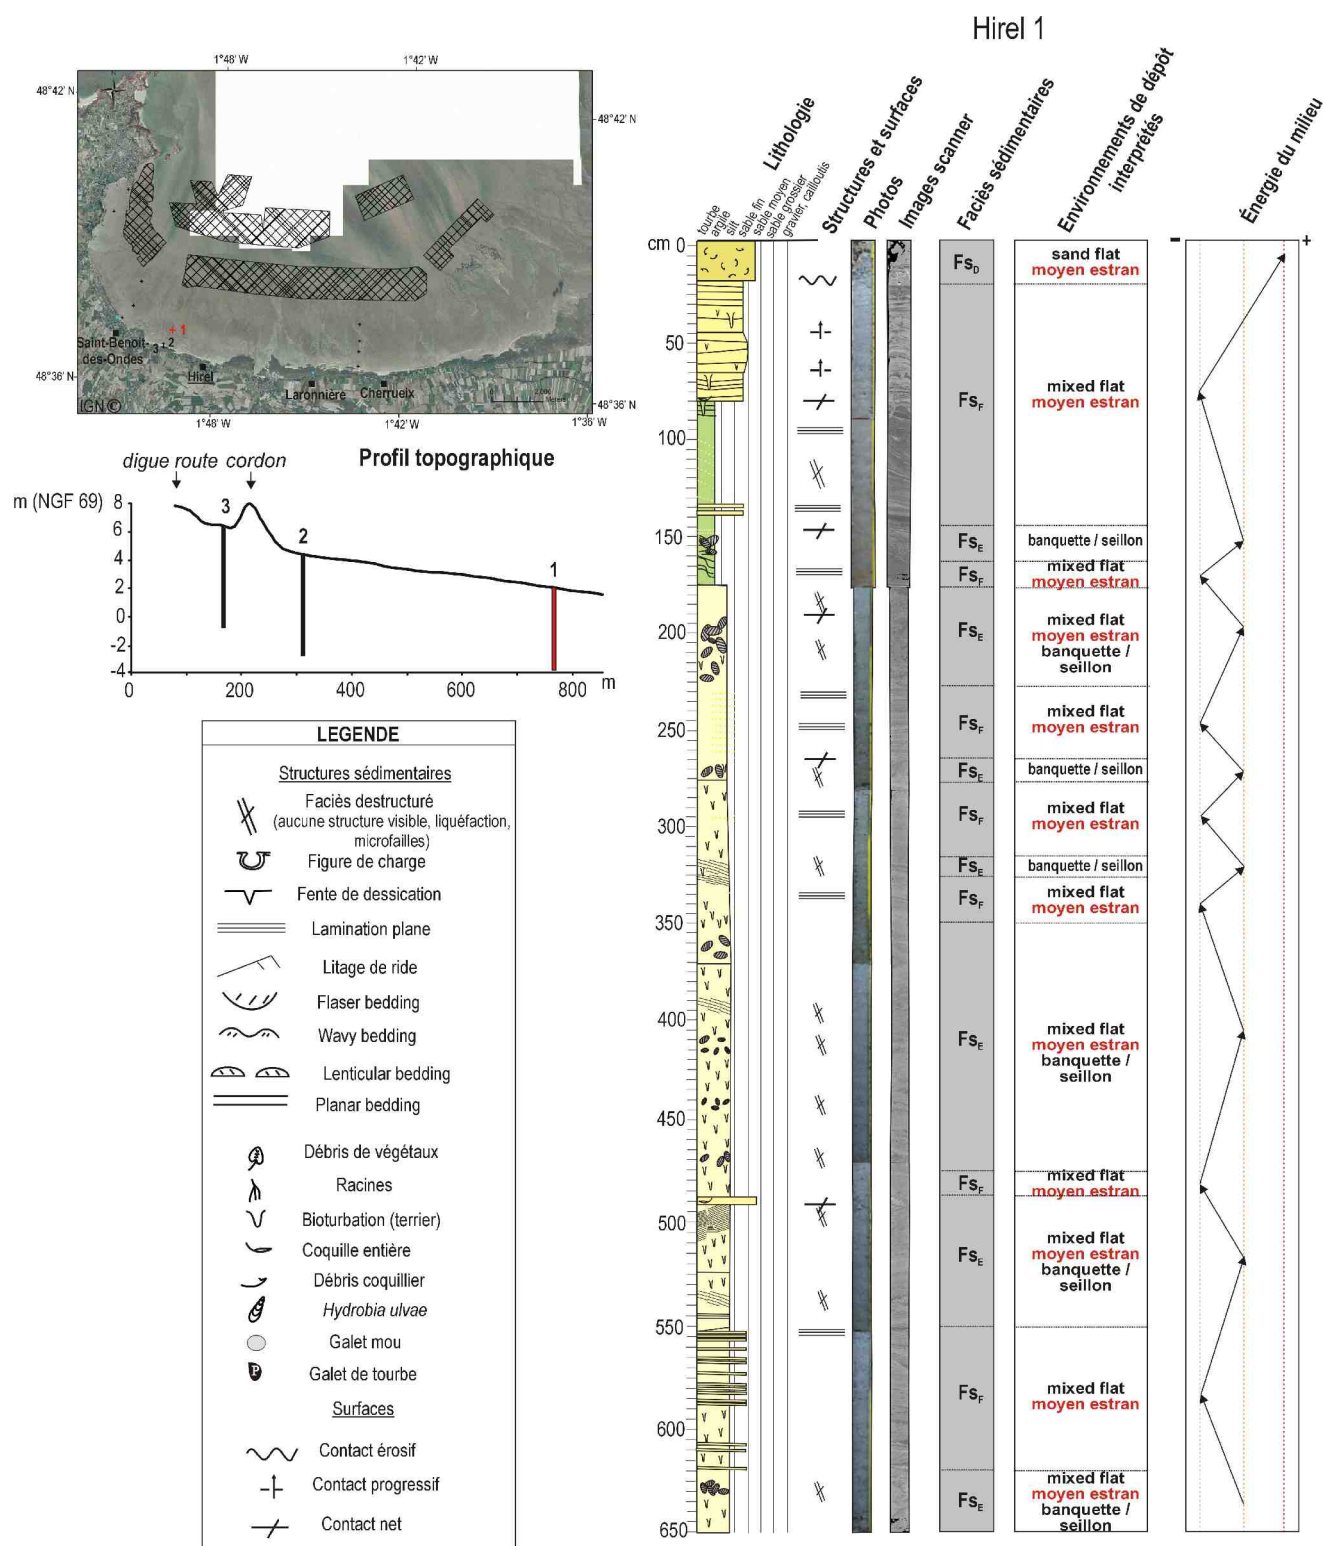 Hirel 1
1°48' W
1°42' W
48°42' N
48°42' N
+ 1
Saint-Benoit-
des-Ondes
3 + 2
Hirel
Laronnière
Cherrueix
48°36' N
48°36' N
IGN ©
1°48' W
1°42' W
1°36' W
Profil topographique
digue route cordon
m (NGF 69)
8
6
4
2
0
-2
-4
3
2
1
0
200
400
600
800
m
LEGENDE
Structures sédimentaires
Faciès destructuré
(aucune structure visible, liquéfaction,
microfailles)
Figure de charge
Fente de dessication
Lamination plane
Litage de ride
Flaser bedding
Wavy bedding
Lenticular bedding
Planar bedding
Débris de végétaux
Racines
Bioturbation (terrier)
Coquille entière
Débris coquillier
Hydrobia ulvae
Galet mou
P
Galet de tourbe
Surfaces
Contact érosif
Contact progressif
Contact net
Lithologie
tourbe
argile
silt
sable fin
sable moyen
sable grossier
gravier, cailloutis
Structures et surfaces
Photos
Images scanner
Faciès sédimentaires
Environnements de dépôt
interprétés
Énergie du milieu
-
+
cm 0
50
100
150
200
250
300
350
400
450
500
550
600
650
FsD
FsF
FsE
FsF
FsE
FsF
FsE
FsF
FsE
FsF
FsE
FsF
FsE
FsF
FsE
sand flat
moyen estran
mixed flat
moyen estran
banquette / seillon
mixed flat
moyen estran
mixed flat
moyen estran
banquette /
seillon
mixed flat
moyen estran
banquette / seillon
mixed flat
moyen estran
banquette / seillon
mixed flat
moyen estran
mixed flat
moyen estran
banquette /
seillon
mixed flat
moyen estran
mixed flat
moyen estran
banquette /
seillon
mixed flat
moyen estran
mixed flat
moyen estran
banquette /
seillon